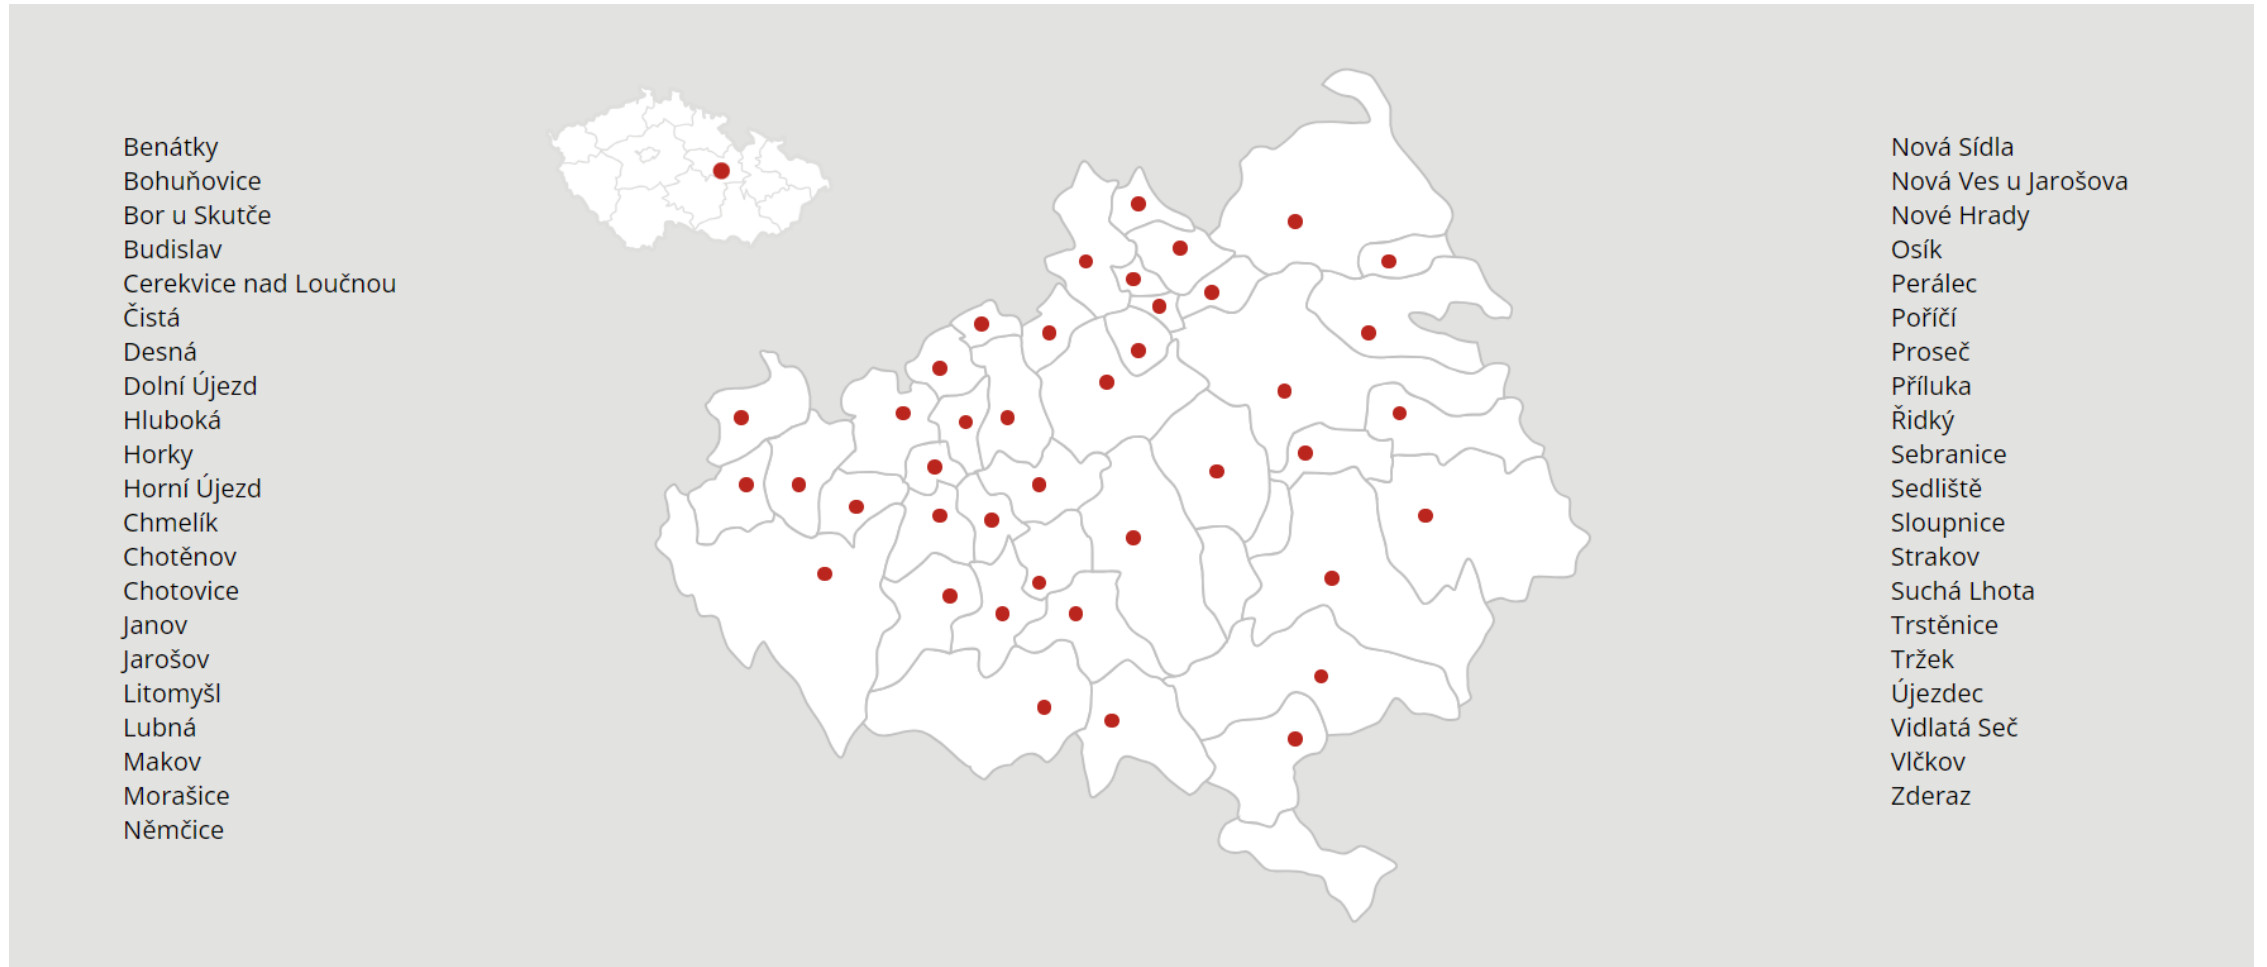 Benátky
Bohuňovice
Bor u Skutče
Budislav
Cerekvice nad Loučnou
Čistá
Desná
Dolní Újezd
Hluboká
Horky
Horní Újezd
Chmelík
Chotěnov
Chotovice
Janov
Jarošov
Litomyšl
Lubná
Makov
Morašice
Němčice
Nová Sídla
Nová Ves u Jarošova
Nové Hrady
Osík
Perálec
Poříčí
Proseč
Příluka
Řidký
Sebranice
Sedliště
Sloupnice
Strakov
Suchá Lhota
Trstěnice
Tržek
Újezdec
Vidlatá Seč
Vlčkov
Zderaz